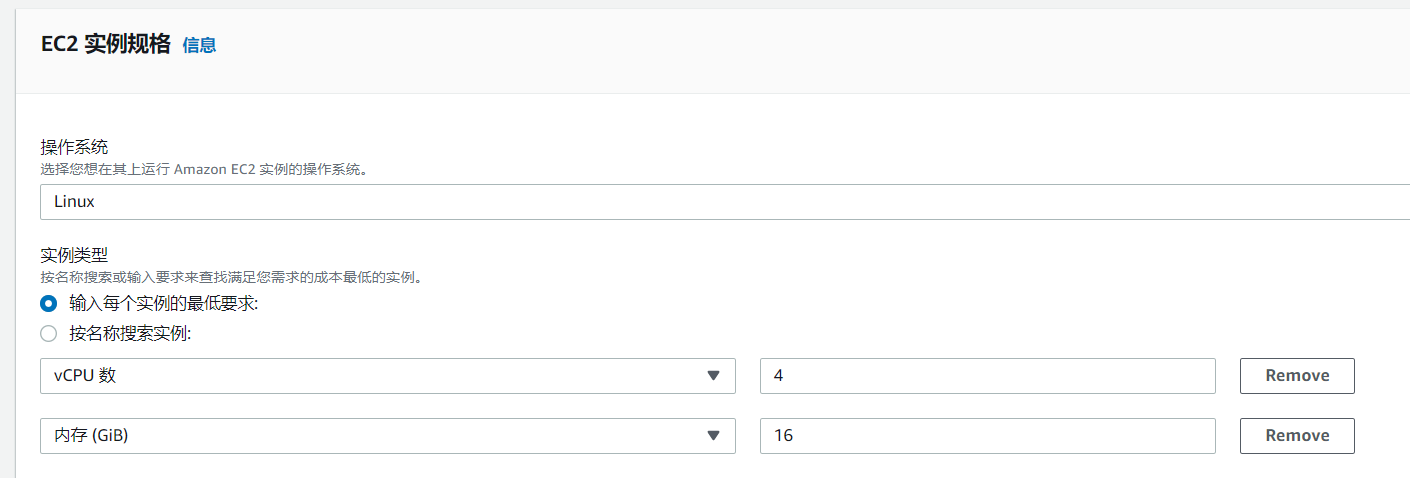 EC2 实例规格 信息
操作系统
选择您想在其上运行 Amazon EC2 实例的操作系统。
Linux
实例类型
按名称搜索或输入要求来查找满足您需求的成本最低的实例。
输入每个实例的最低要求:
按名称搜索实例:
vCPU 数 4 Remove
内存 (GiB) 16 Remove